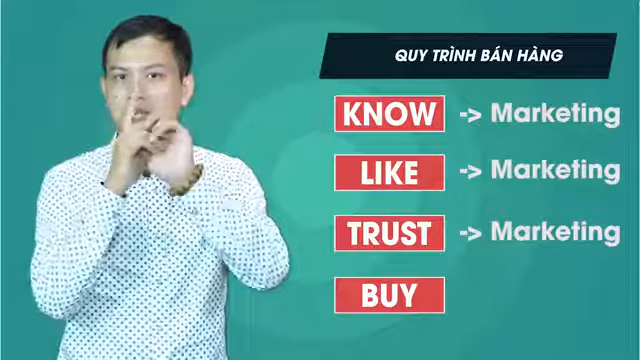 QUY TRÌNH BÁN HÀNG
KNOW -> Marketing
LIKE -> Marketing
TRUST -> Marketing
BUY